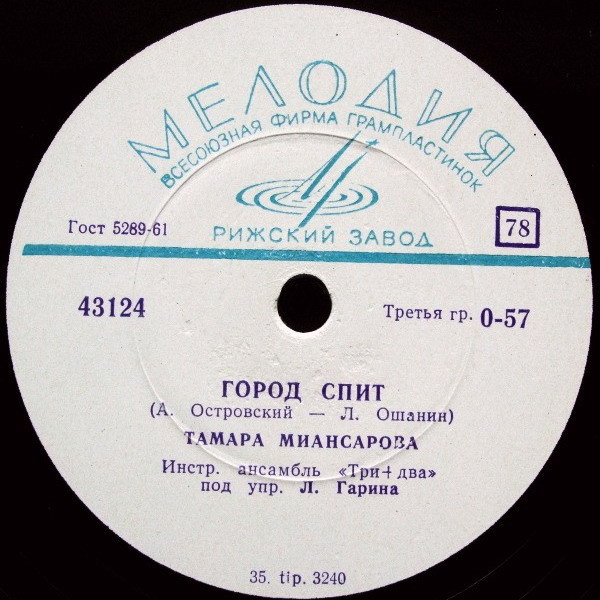 МЕЛОДИЯ
ВСЕСОЮЗНАЯ ФИРМА ГРАМПЛАСТИНОК
РИЖСКИЙ ЗАВОД
Гост 5289-61
78
43124
Третья гр. 0-57
ГОРОД СПИТ
(А. Островский — Л. Ошанин)
ТАМАРА МИАНСАРОВА
Инстр. ансамбль «Три+два»
под упр. Л. Гарина
35. tip. 3240